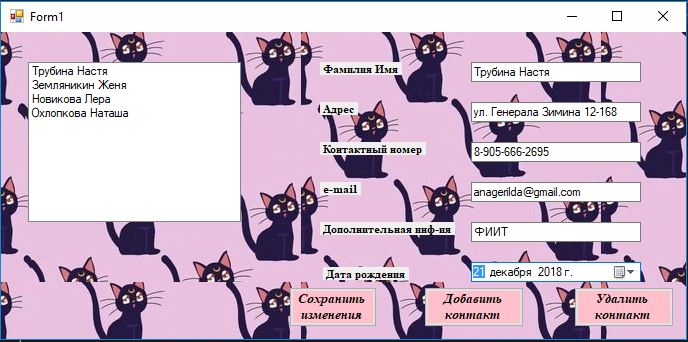 Form1
Трубина Настя
Земляникин Женя
Новикова Лера
Охлопкова Наташа
Фамилия Имя
Трубина Настя
Адрес
ул. Генерала Зимина 12-168
Контактный номер
8-905-666-2695
e-mail
anagerilda@gmail.com
Дополнительная инф-ия
ФИИТ
Дата рождения
21 декабря 2018 г.
Сохранить
изменения
Добавить
контакт
Удалить
контакт